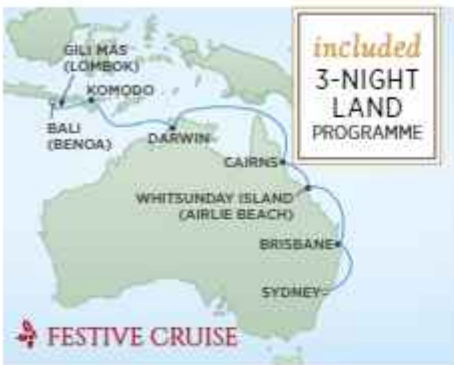 included
3-NIGHT
LAND
PROGRAMME
GILI MAS
(LOMBOK)
KOMODO
BALI
(BENOA)
DARWIN
CAIRNS
WHITSUNDAY ISLAND
(AIRLIE BEACH)
BRISBANE
SYDNEY
FESTIVE CRUISE